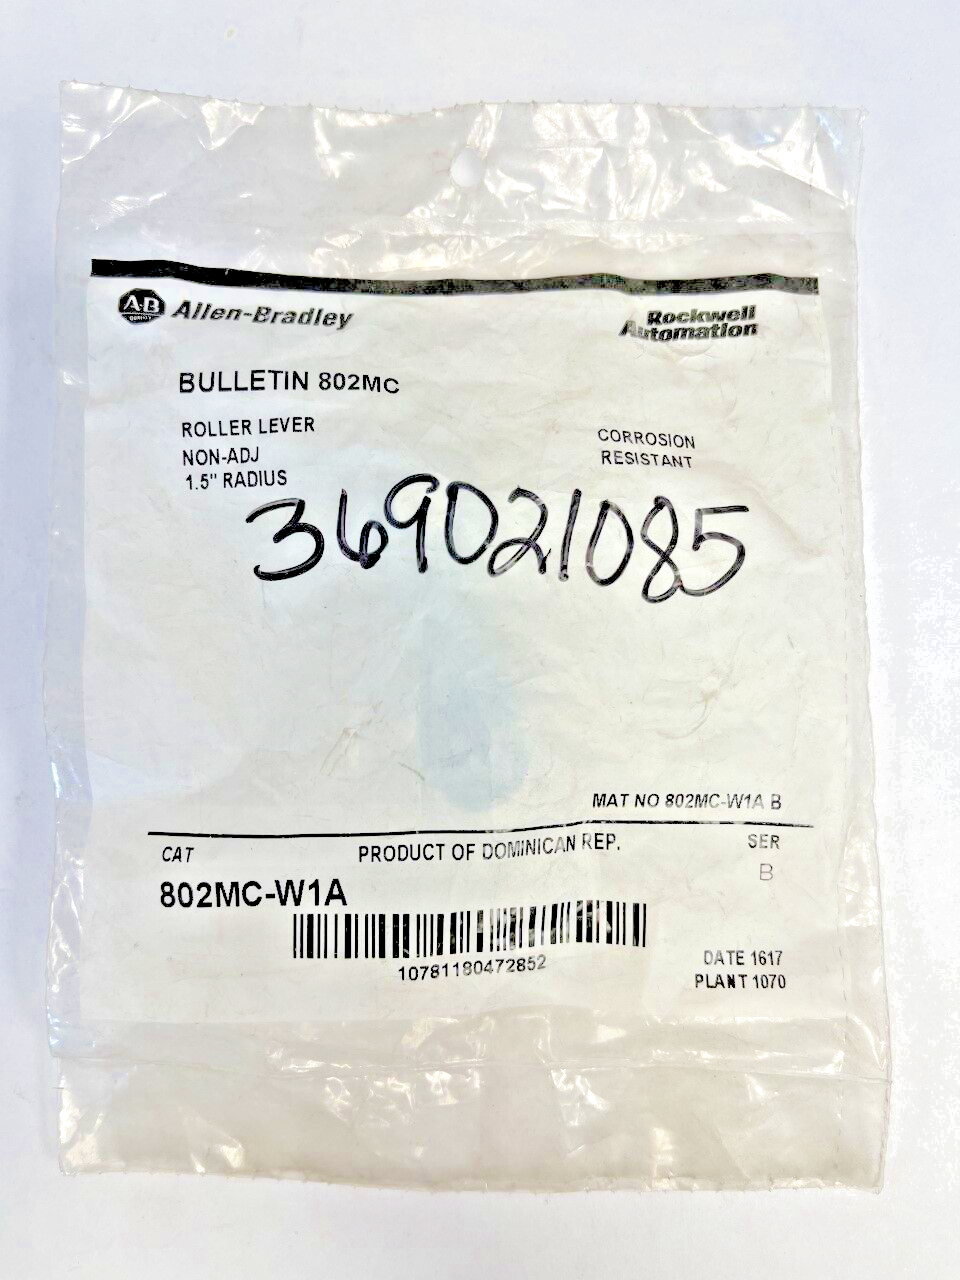 A-B
QUALITY
Allen-Bradley
Rockwell
Automation
BULLETIN 802MC
ROLLER LEVER
NON-ADJ
1.5" RADIUS
CORROSION
RESISTANT
369021085
MAT NO 802MC-W1A B
CAT
PRODUCT OF DOMINICAN REP.
SER
B
802MC-W1A
10781180472852
DATE 1617
PLANT 1070